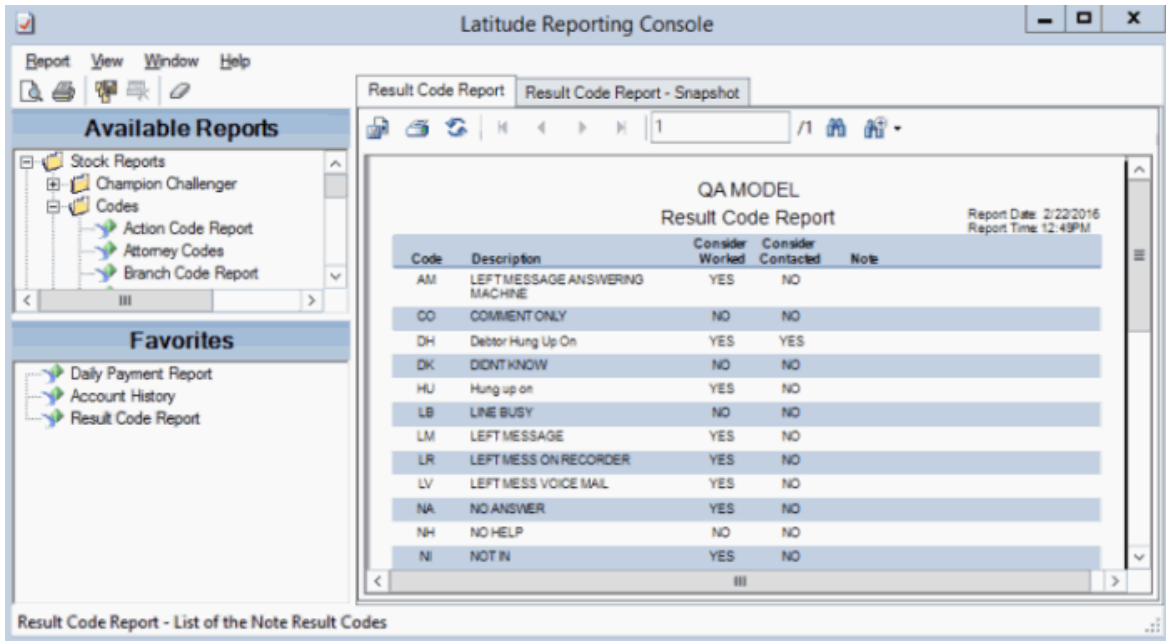 Latitude Reporting Console
Report View Window Help
Available Reports
Stock Reports
Champion Challenger
Codes
Action Code Report
Attorney Codes
Branch Code Report
Favorites
Daily Payment Report
Account History
Result Code Report
Result Code Report Result Code Report - Snapshot
1 /1
QA MODEL
Result Code Report
Report Date: 2/22/2016
Report Time: 12:49PM
Code Description Consider Worked Consider Contacted Note
AM LEFT MESSAGE ANSWERING MACHINE YES NO
CO COMMENT ONLY NO NO
DH Debtor Hung Up On YES YES
DK DIDNT KNOW NO NO
HU Hung up on YES NO
LB LINE BUSY NO NO
LM LEFT MESSAGE YES NO
LR LEFT MESS ON RECORDER YES NO
LV LEFT MESS VOICE MAIL YES NO
NA NO ANSWER YES NO
NH NO HELP NO NO
NI NOT IN YES NO
Result Code Report - List of the Note Result Codes